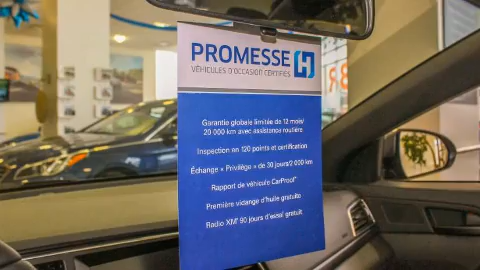 PROMESSE H
VÉHICULES D'OCCASION CERTIFIÉS
Garantie globale limitée de 12 mois/
20 000 km avec assistance routière
Inspection en 120 points et certification
Échange « Privilège » de 30 jours/2 000 km
Rapport de véhicule CarProof
Première vidange d'huile gratuite
Radio XM 90 jours d'essai gratuit